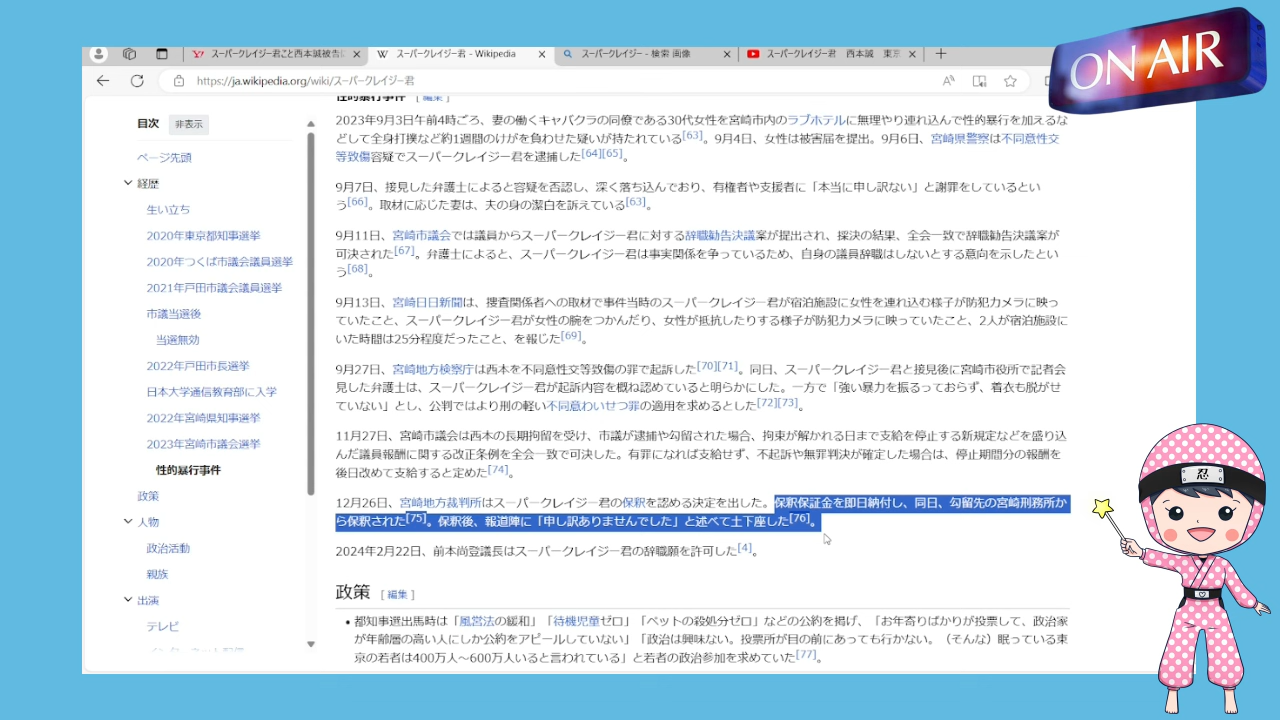 スーパークレイジー君こと西本誠被告に
スーパークレイジー君 - Wikipedia
スーパークレイジー - 検索 画像
スーパークレイジー君 西本誠 東京
https://ja.wikipedia.org/wiki/スーパークレイジー君
ON AIR
目次 非表示
ページ先頭
経歴
生い立ち
2020年東京都知事選挙
2020年つくば市議会議員選挙
2021年戸田市議会議員選挙
市議当選後
当選無効
2022年戸田市長選挙
日本大学通信教育部に入学
2022年宮崎県知事選挙
2023年宮崎市議会選挙
性的暴行事件
政策
人物
政治活動
親族
出演
テレビ
性的暴行事件 [ 編集 ]
2023年9月3日午前4時ごろ、妻の働くキャバクラの同僚である30代女性を宮崎市内のラブホテルに無理やり連れ込んで性的暴行を加えるな
どして全身打撲など約1週間のけがを負わせた疑いが持たれている[63]。9月4日、女性は被害届を提出。9月6日、宮崎県警察は不同意性交
等致傷容疑でスーパークレイジー君を逮捕した[64][65]。
9月7日、接見した弁護士によると容疑を否認し、深く落ち込んでおり、有権者や支援者に「本当に申し訳ない」と謝罪をしているとい
う[66]。取材に応じた妻は、夫の身の潔白を訴えている[63]。
9月11日、宮崎市議会では議員からスーパークレイジー君に対する辞職勧告決議案が提出され、採決の結果、全会一致で辞職勧告決議案が
可決された[67]。弁護士によると、スーパークレイジー君は事実関係を争っているため、自身の議員辞職はしないとする意向を示したとい
う[68]。
9月13日、宮崎日日新聞は、捜査関係者への取材で事件当時のスーパークレイジー君が宿泊施設に女性を連れ込む様子が防犯カメラに映っ
ていたこと、スーパークレイジー君が女性の腕をつかんだり、女性が抵抗したりする様子が防犯カメラに映っていたこと、2人が宿泊施設に
いた時間は25分程度だったこと、を報じた[69]。
9月27日、宮崎地方検察庁は西本を不同意性交等致傷の罪で起訴した[70][71]。同日、スーパークレイジー君と接見後に宮崎市役所で記者会
見した弁護士は、スーパークレイジー君が起訴内容を概ね認めていると明らかにした。一方で「強い暴力を振るっておらず、着衣も脱がせ
ていない」とし、公判ではより刑の軽い不同意わいせつ罪の適用を求めるとした[72][73]。
11月27日、宮崎市議会は西本の長期拘留を受け、市議が逮捕や勾留された場合、拘束が解かれる日まで支給を停止する新規定などを盛り込
んだ議員報酬に関する改正条例を全会一致で可決した。有罪になれば支給せず、不起訴や無罪判決が確定した場合は、停止期間分の報酬を
後日改めて支給すると定めた[74]。
12月26日、宮崎地方裁判所はスーパークレイジー君の保釈を認める決定を出した。保釈保証金を即日納付し、同日、勾留先の宮崎刑務所か
ら保釈された[75]。保釈後、報道陣に「申し訳ありませんでした」と述べて土下座した[76]。
2024年2月22日、前本尚登議長はスーパークレイジー君の辞職願を許可した[4]。
政策 [ 編集 ]
• 都知事選出馬時は「風営法の緩和」「待機児童ゼロ」「ペットの殺処分ゼロ」などの公約を掲げ、「お年寄りばかりが投票して、政治家
が年齢層の高い人にしか公約をアピールしていない」「政治は興味ない。投票所が目の前にあっても行かない。（そんな）眠っている東
京の若者は400万人～600万人いると言われている」と若者の政治参加を求めていた[77]。
忍